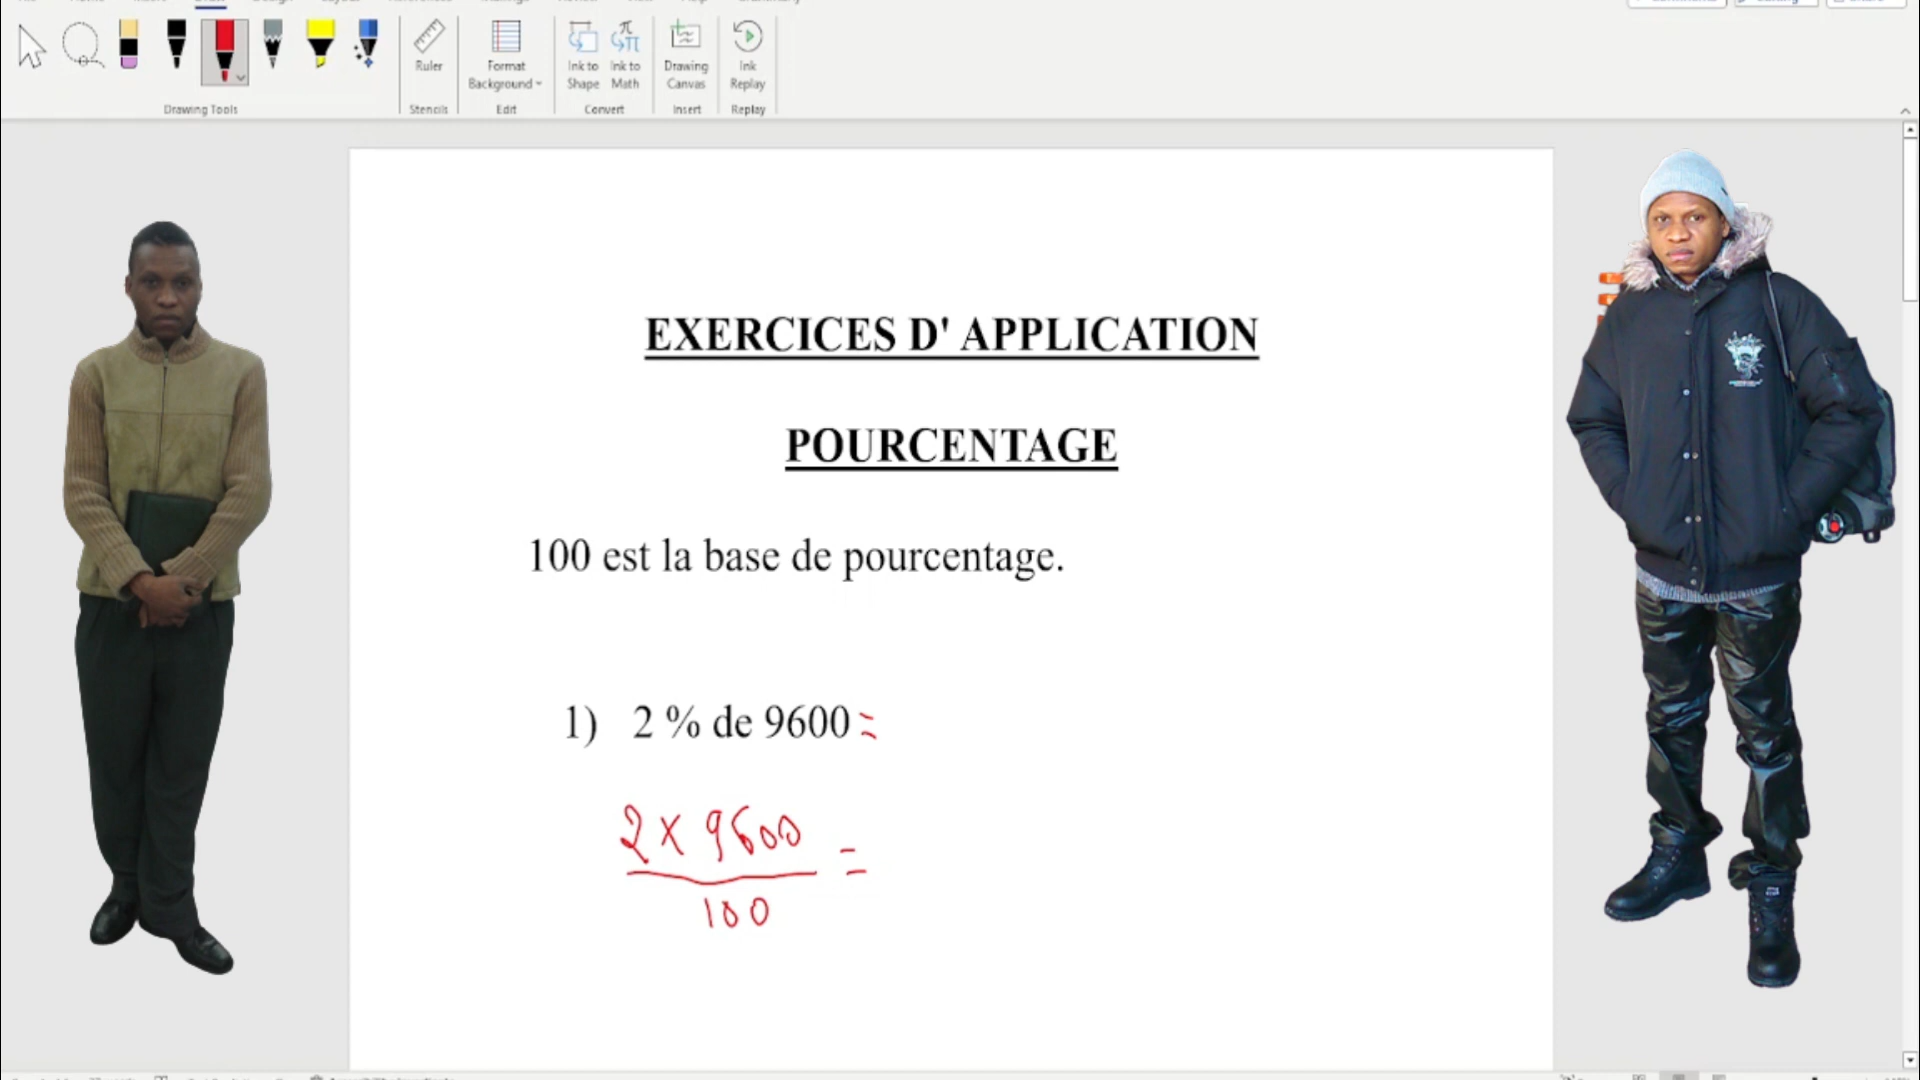 Ruler
Format
Background
Ink to
Shape
Ink to
Math
Drawing
Canvas
Ink
Replay
Drawing Tools
Stencils
Edit
Convert
Insert
Replay
EXERCICES D' APPLICATION
POURCENTAGE
100 est la base de pourcentage.
1) 2 % de 9600 =
2 x 9600 =
100